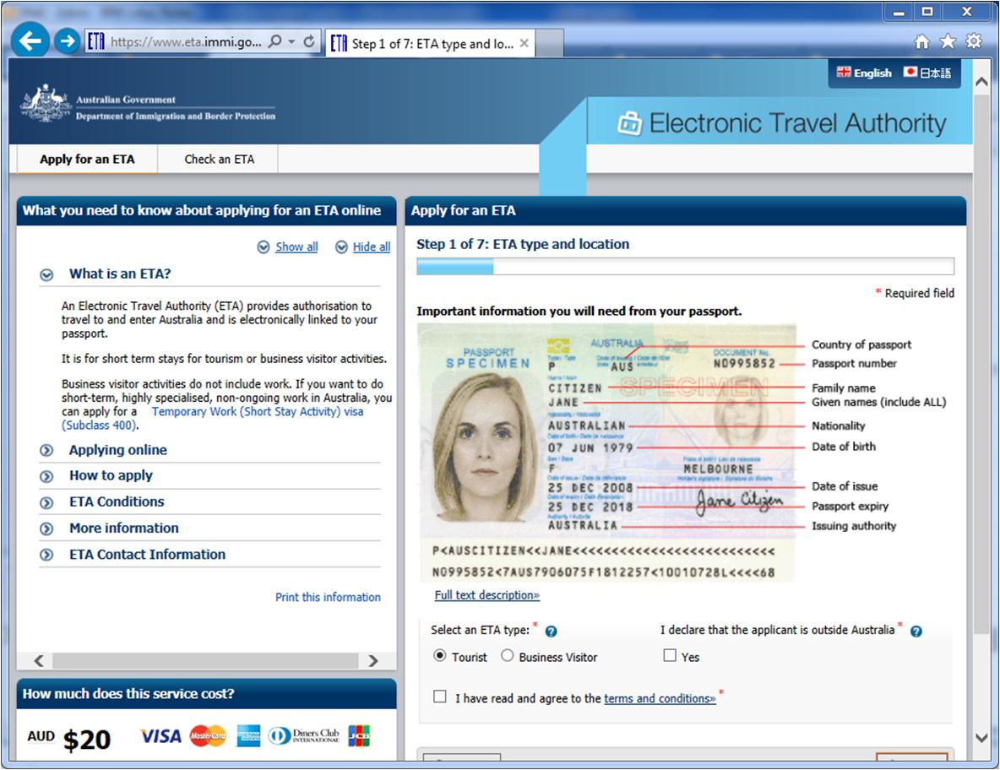 ETA https://www.eta.immi.go...
ETA Step 1 of 7: ETA type and lo...
English 日本語
Australian Government
Department of Immigration and Border Protection
Electronic Travel Authority
Apply for an ETA
Check an ETA
What you need to know about applying for an ETA online
Show all Hide all
What is an ETA?
An Electronic Travel Authority (ETA) provides authorisation to
travel to and enter Australia and is electronically linked to your
passport.
It is for short term stays for tourism or business visitor activities.
Business visitor activities do not include work. If you want to do
short-term, highly specialised, non-ongoing work in Australia, you
can apply for a Temporary Work (Short Stay Activity) visa
(Subclass 400).
Applying online
How to apply
ETA Conditions
More information
ETA Contact Information
Print this information
How much does this service cost?
AUD $20 VISA MasterCard AMERICAN EXPRESS Diners Club INTERNATIONAL JCB
Apply for an ETA
Step 1 of 7: ETA type and location
* Required field
Important information you will need from your passport.
PASSPORT
SPECIMEN
AUSTRALIA
DOCUMENT No.
P AUS N0995852
CITIZEN
SPECIMEN
JANE
AUSTRALIAN
07 JUN 1979
F MELBOURNE
25 DEC 2008
Jane Citizen
25 DEC 2018
AUSTRALIA
P<AUSCITIZEN<<JANE<<<<<<<<<<<<<<<<<<<<<<<<<<
N0995852<7AUS7906075F1812257<10010728L<<<<68
Country of passport
Passport number
Family name
Given names (include ALL)
Nationality
Date of birth
Date of issue
Passport expiry
Issuing authority
Full text description»
Select an ETA type: * ?
I declare that the applicant is outside Australia * ?
Tourist Business Visitor
Yes
I have read and agree to the terms and conditions» *